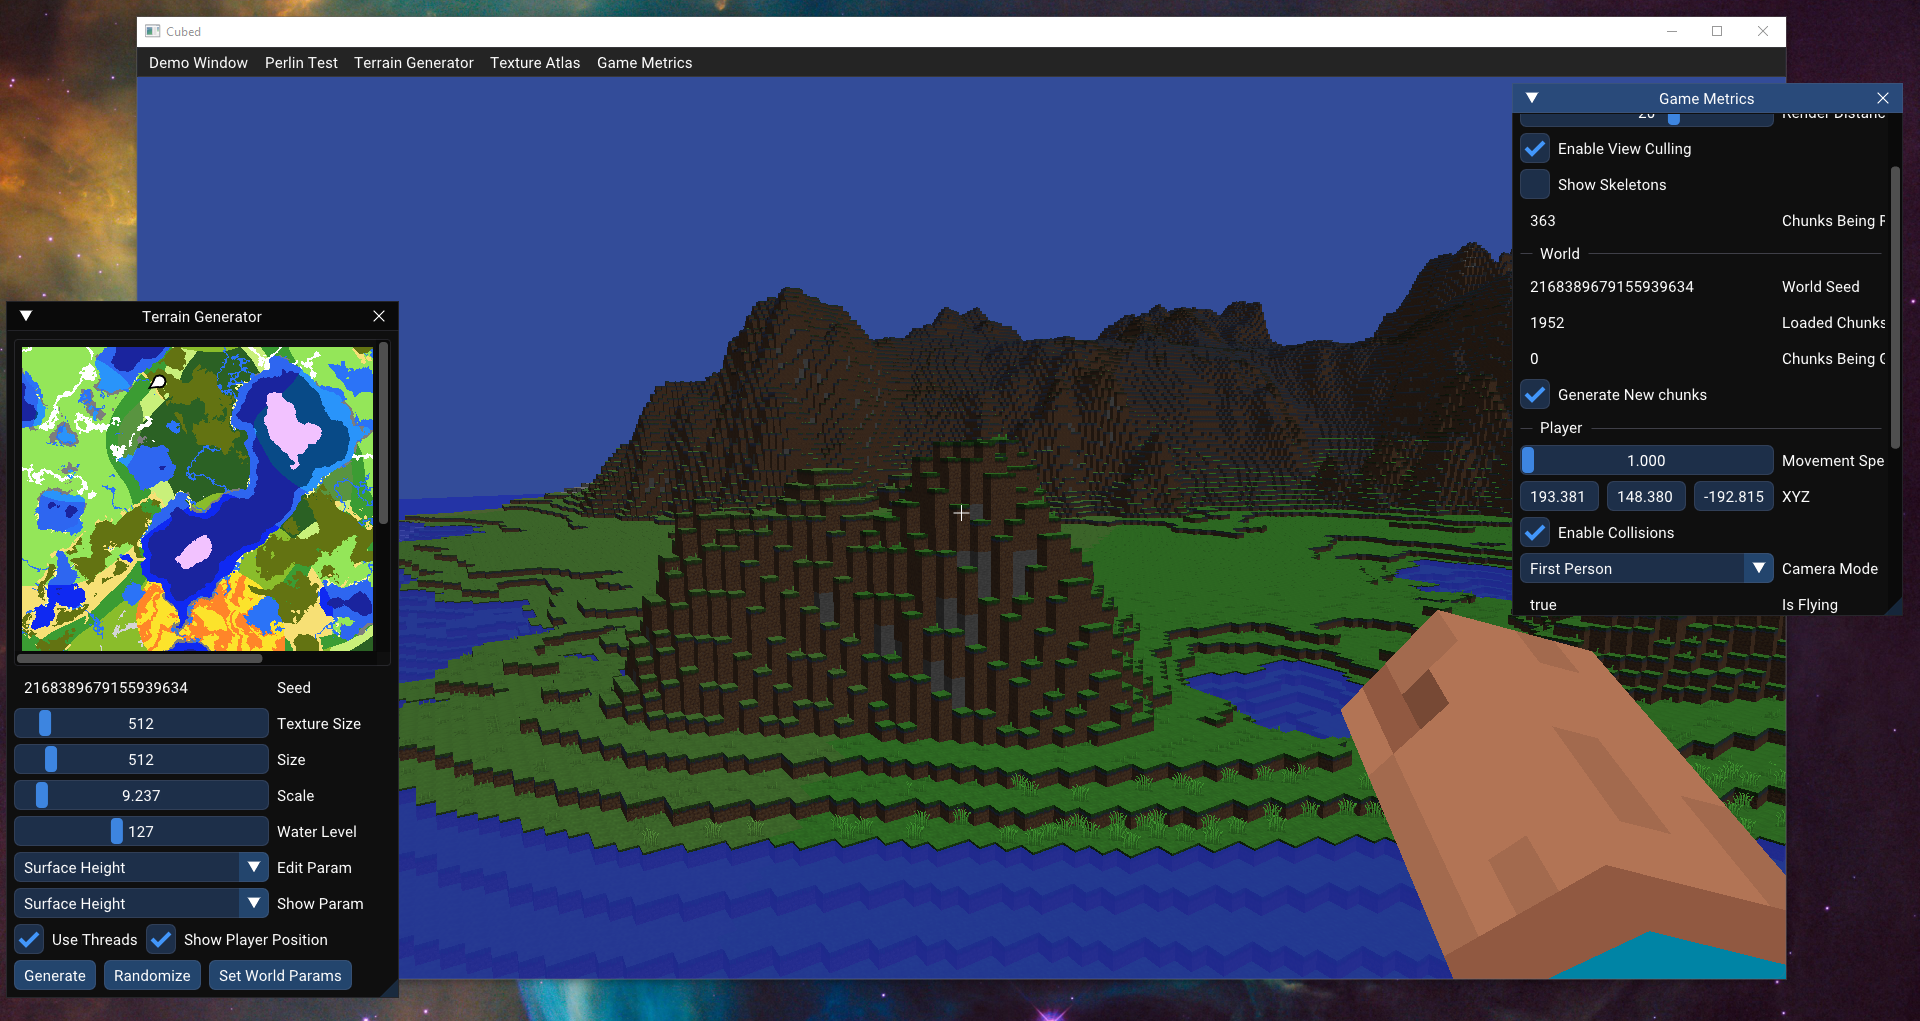 Cubed
Demo Window Perlin Test Terrain Generator Texture Atlas Game Metrics
Game Metrics
Enable View Culling
Show Skeletons
363 Chunks Being
World
2168389679155939634 World Seed
1952 Loaded Chunks
0 Chunks Being
Generate New chunks
Player
1.000 Movement Spe
193.381 148.380 -192.815 XYZ
Enable Collisions
First Person Camera Mode
true Is Flying
Terrain Generator
2168389679155939634 Seed
512 Texture Size
512 Size
9.237 Scale
127 Water Level
Surface Height Edit Param
Surface Height Show Param
Use Threads Show Player Position
Generate Randomize Set World Params